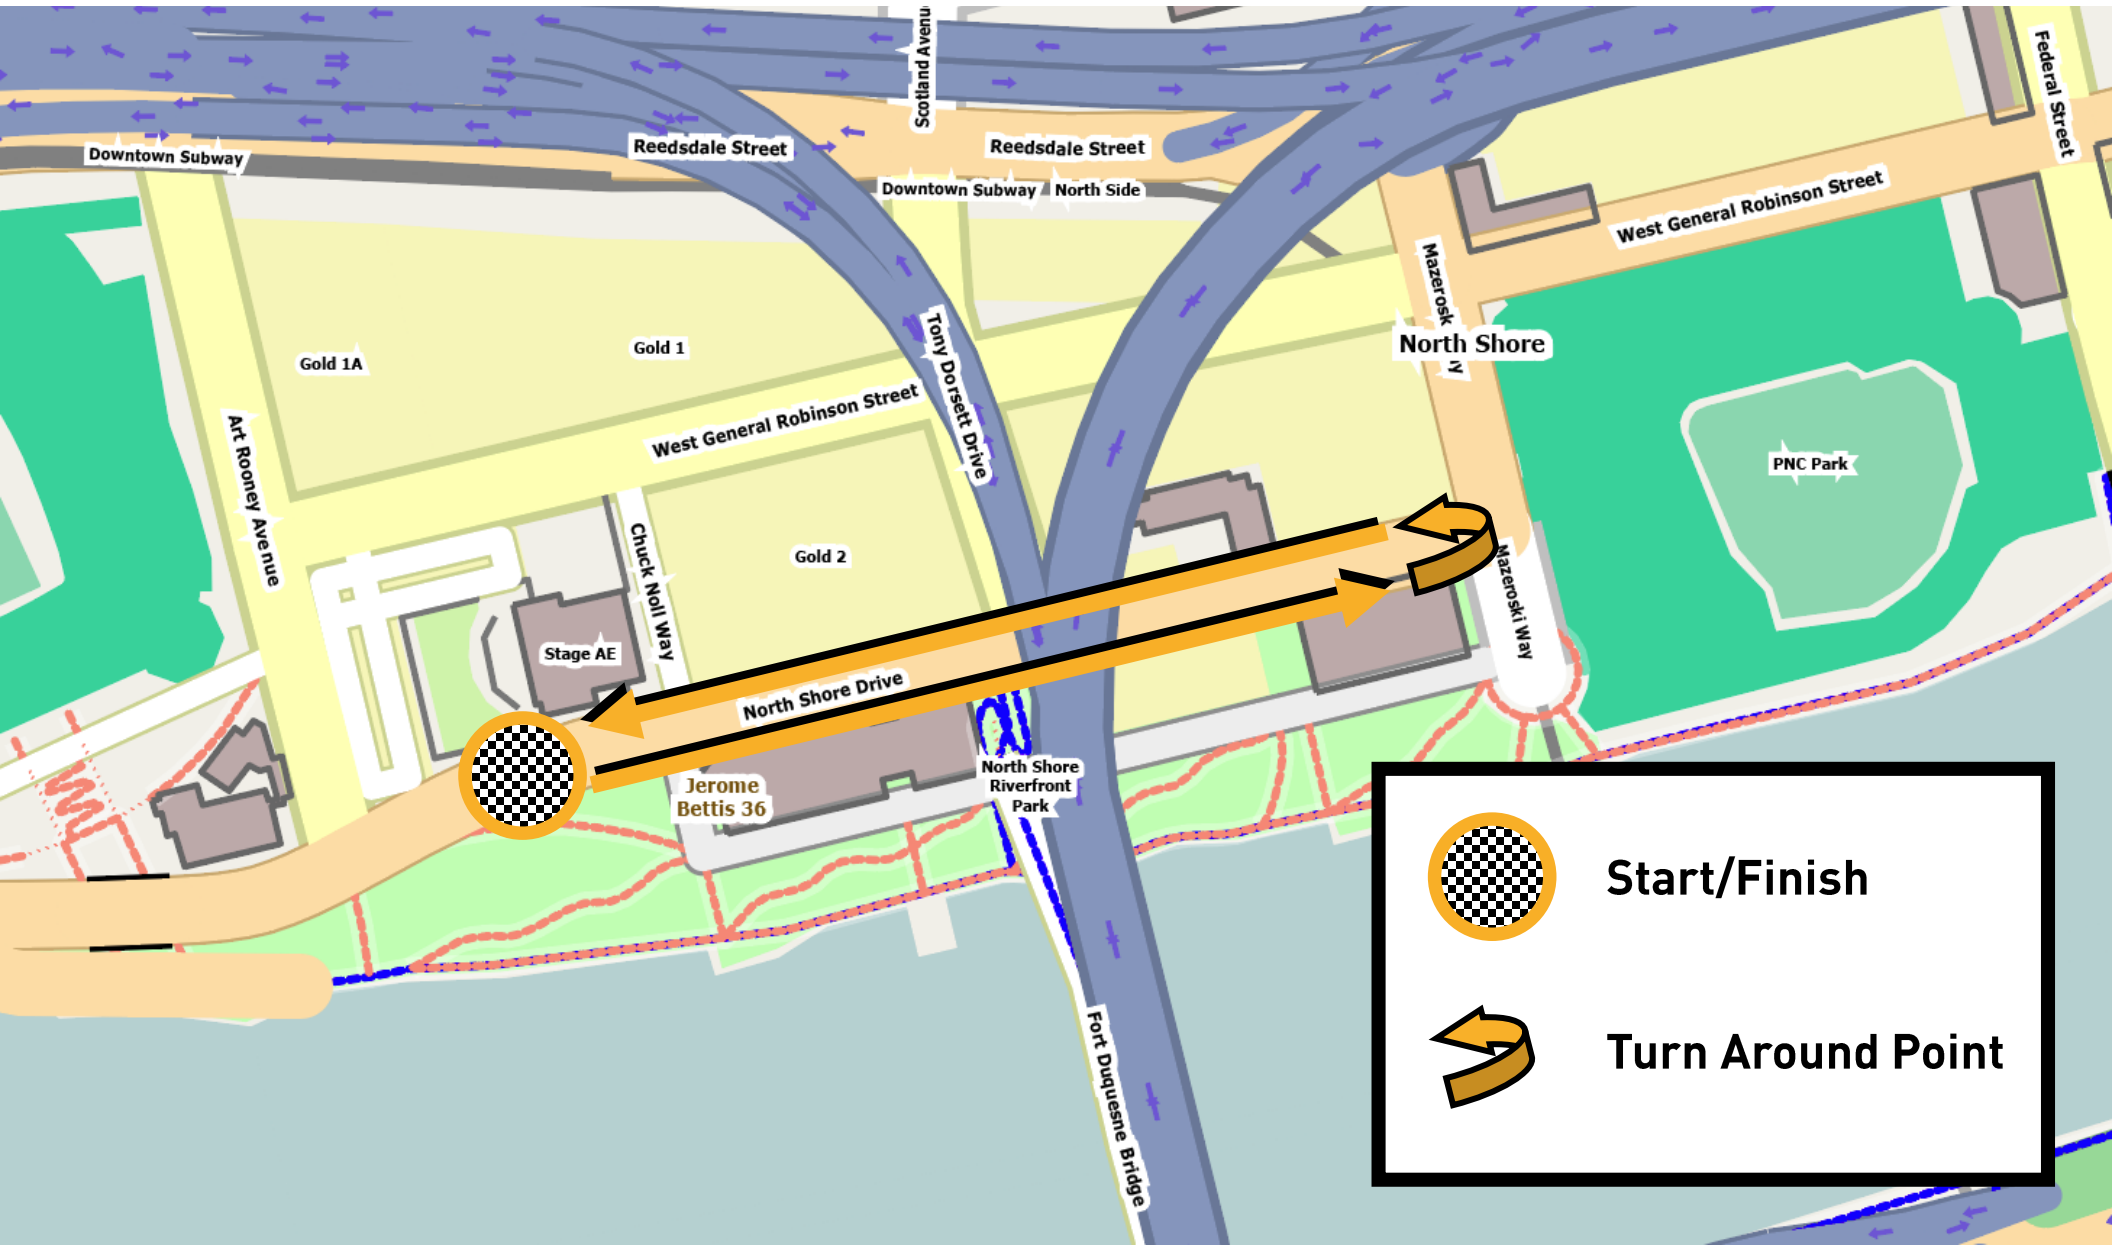 Scotland Avenu
Federal Street
Reedsdale Street
Reedsdale Street
Downtown Subway
Downtown Subway
North Side
West General Robinson Street
Mazerosk
y
North Shore
Gold 1A
Gold 1
Tony Dorsett Drive
West General Robinson Street
Art Rooney Avenue
PNC Park
Chuck Noll Way
Gold 2
Mazeroski Way
Stage AE
North Shore Drive
Jerome
Bettis 36
North Shore
Riverfront
Park
Fort Duquesne Bridge
Start/Finish
Turn Around Point